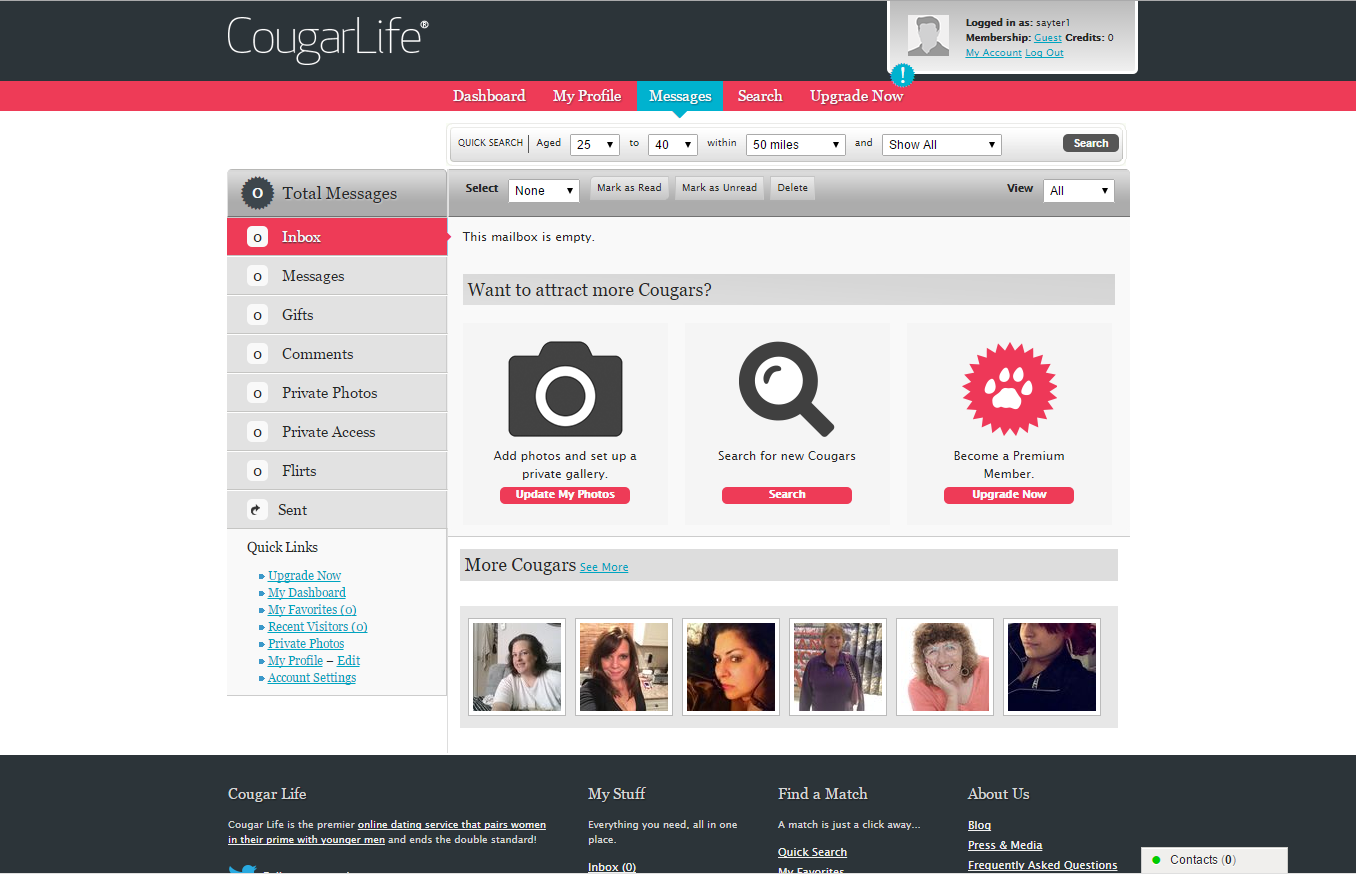 CougarLife®
Logged in as: sayter1
Membership: Guest Credits: 0
My Account Log Out
!
Dashboard My Profile Messages Search Upgrade Now
QUICK SEARCH Aged 25 to 40 within 50 miles and Show All Search
0 Total Messages
Select None Mark as Read Mark as Unread Delete View All
0 Inbox
0 Messages
0 Gifts
0 Comments
0 Private Photos
0 Private Access
0 Flirts
Sent
Quick Links
Upgrade Now
My Dashboard
My Favorites (0)
Recent Visitors (0)
Private Photos
My Profile – Edit
Account Settings
This mailbox is empty.
Want to attract more Cougars?
Add photos and set up a
private gallery.
Update My Photos
Search for new Cougars
Search
Become a Premium
Member.
Upgrade Now
More Cougars See More
Cougar Life
Cougar Life is the premier online dating service that pairs women
in their prime with younger men and ends the double standard!
My Stuff
Everything you need, all in one
place.
Inbox (0)
Find a Match
A match is just a click away...
Quick Search
My Favorites
About Us
Blog
Press & Media
Frequently Asked Questions
Contacts (0)